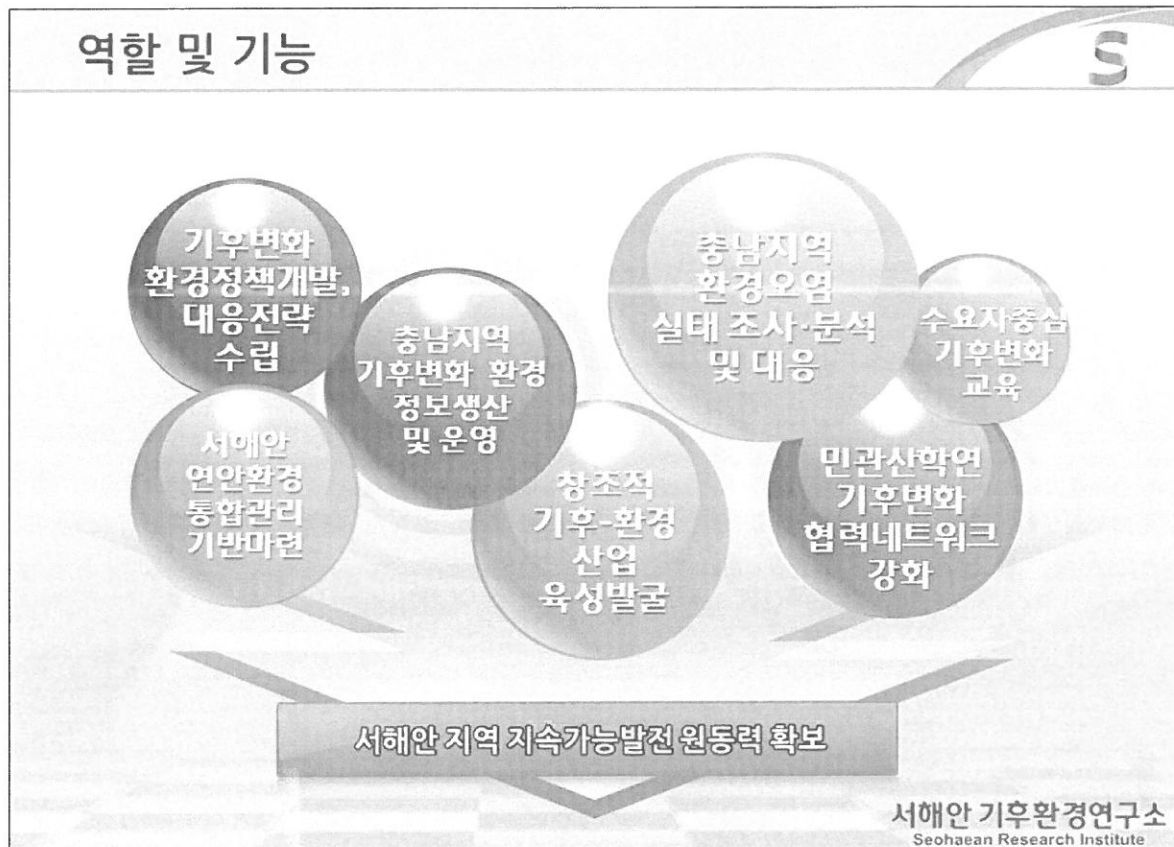 역할 및 기능
S
기후변화
환경정책개발,
대응전략
수립
충남지역
기후변화 환경
정보생산
및 운영
서해안
연안환경
통합관리
기반마련
창조적
기후-환경
산업
육성발굴
충남지역
환경오염
실태 조사·분석
및 대응
수요자중심
기후변화
교육
민관산학연
기후변화
협력네트워크
강화
서해안 지역 지속가능발전 원동력 확보
서해안 기후환경연구소
Seohaean Research Institute